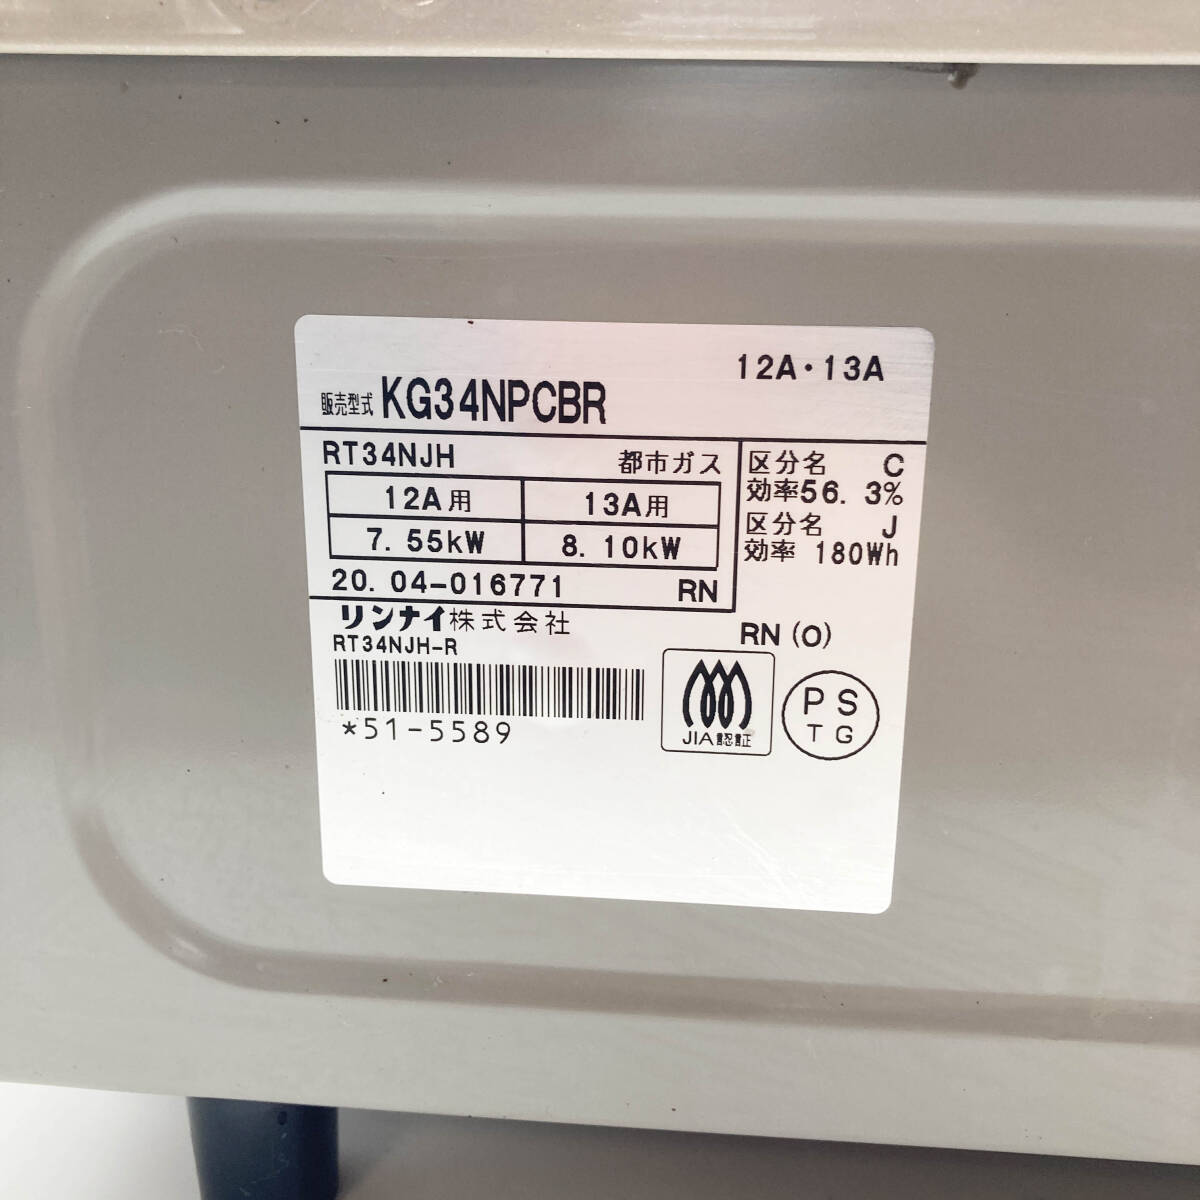 12A・13A
販売型式 KG34NPCBR
RT34NJH 都市ガス
12A用 13A用
7.55kW 8.10kW
20.04-016771 RN
区分名 C
効率56.3%
区分名 J
効率 180Wh
リンナイ株式会社
RT34NJH-R
*51-5589
RN(O)
JIA認証
PS
TG